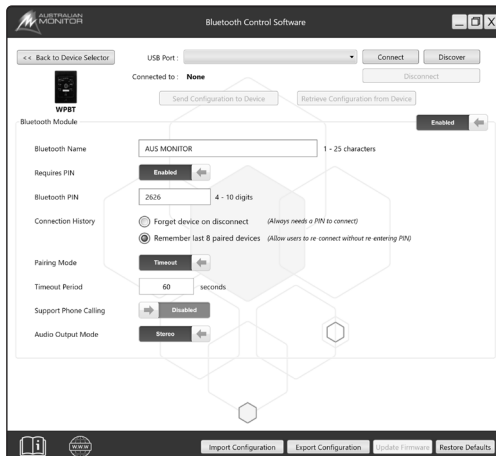 AUSTRALIAN
MONITOR
Bluetooth Control Software
<< Back to Device Selector
USB Port :
Connect
Discover
Connected to : None
Disconnect
Send Configuration to Device
Retrieve Configuration from Device
WPBT
Bluetooth Module
Enabled
Bluetooth Name
AUS MONITOR
1 - 25 characters
Requires PIN
Enabled
Bluetooth PIN
2626
4 - 10 digits
Connection History
Forget device on disconnect (Always needs a PIN to connect)
Remember last 8 paired devices (Allow users to re-connect without re-entering PIN)
Pairing Mode
Timeout
Timeout Period
60 seconds
Support Phone Calling
Disabled
Audio Output Mode
Stereo
i
WWW
Import Configuration
Export Configuration
Update Firmware
Restore Defaults